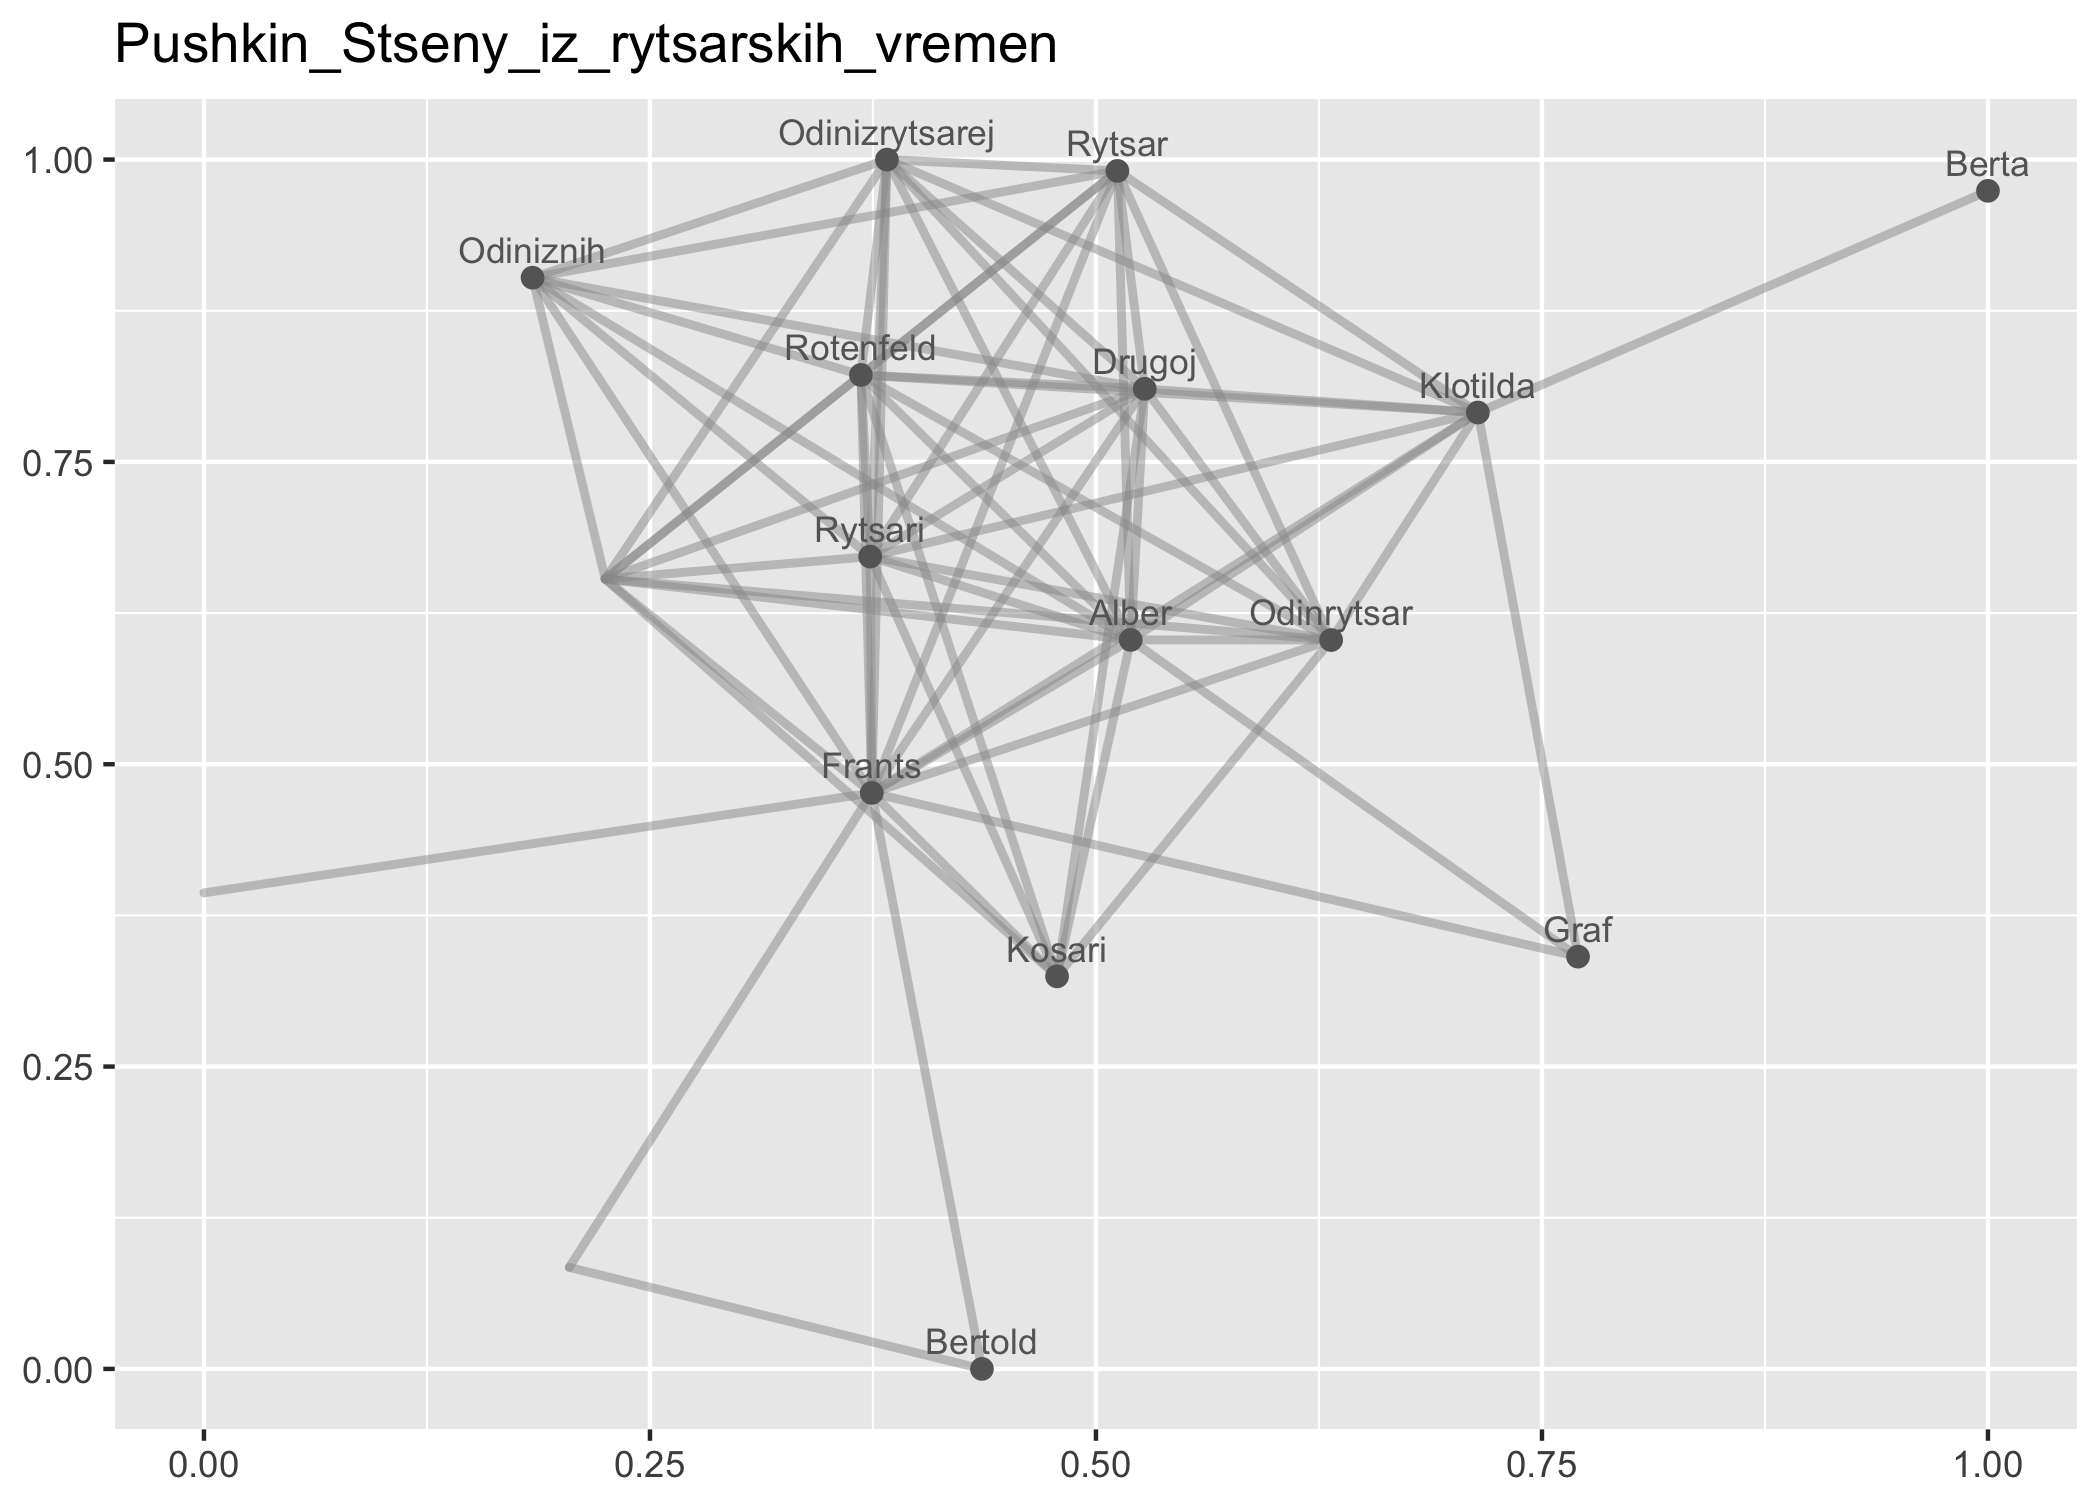 Pushkin_Stseny_iz_rytsarskih_vremen
Odinizrytsarej
Rytsar
1.00
Berta
Odiniznih
Rotenfeld
Drugoj
Klotilda
0.75
Rytsari
Alber
Odinrytsar
0.50
Frants
Graf
Kosari
0.25
Bertold
0.00
0.00 0.25 0.50 0.75 1.00